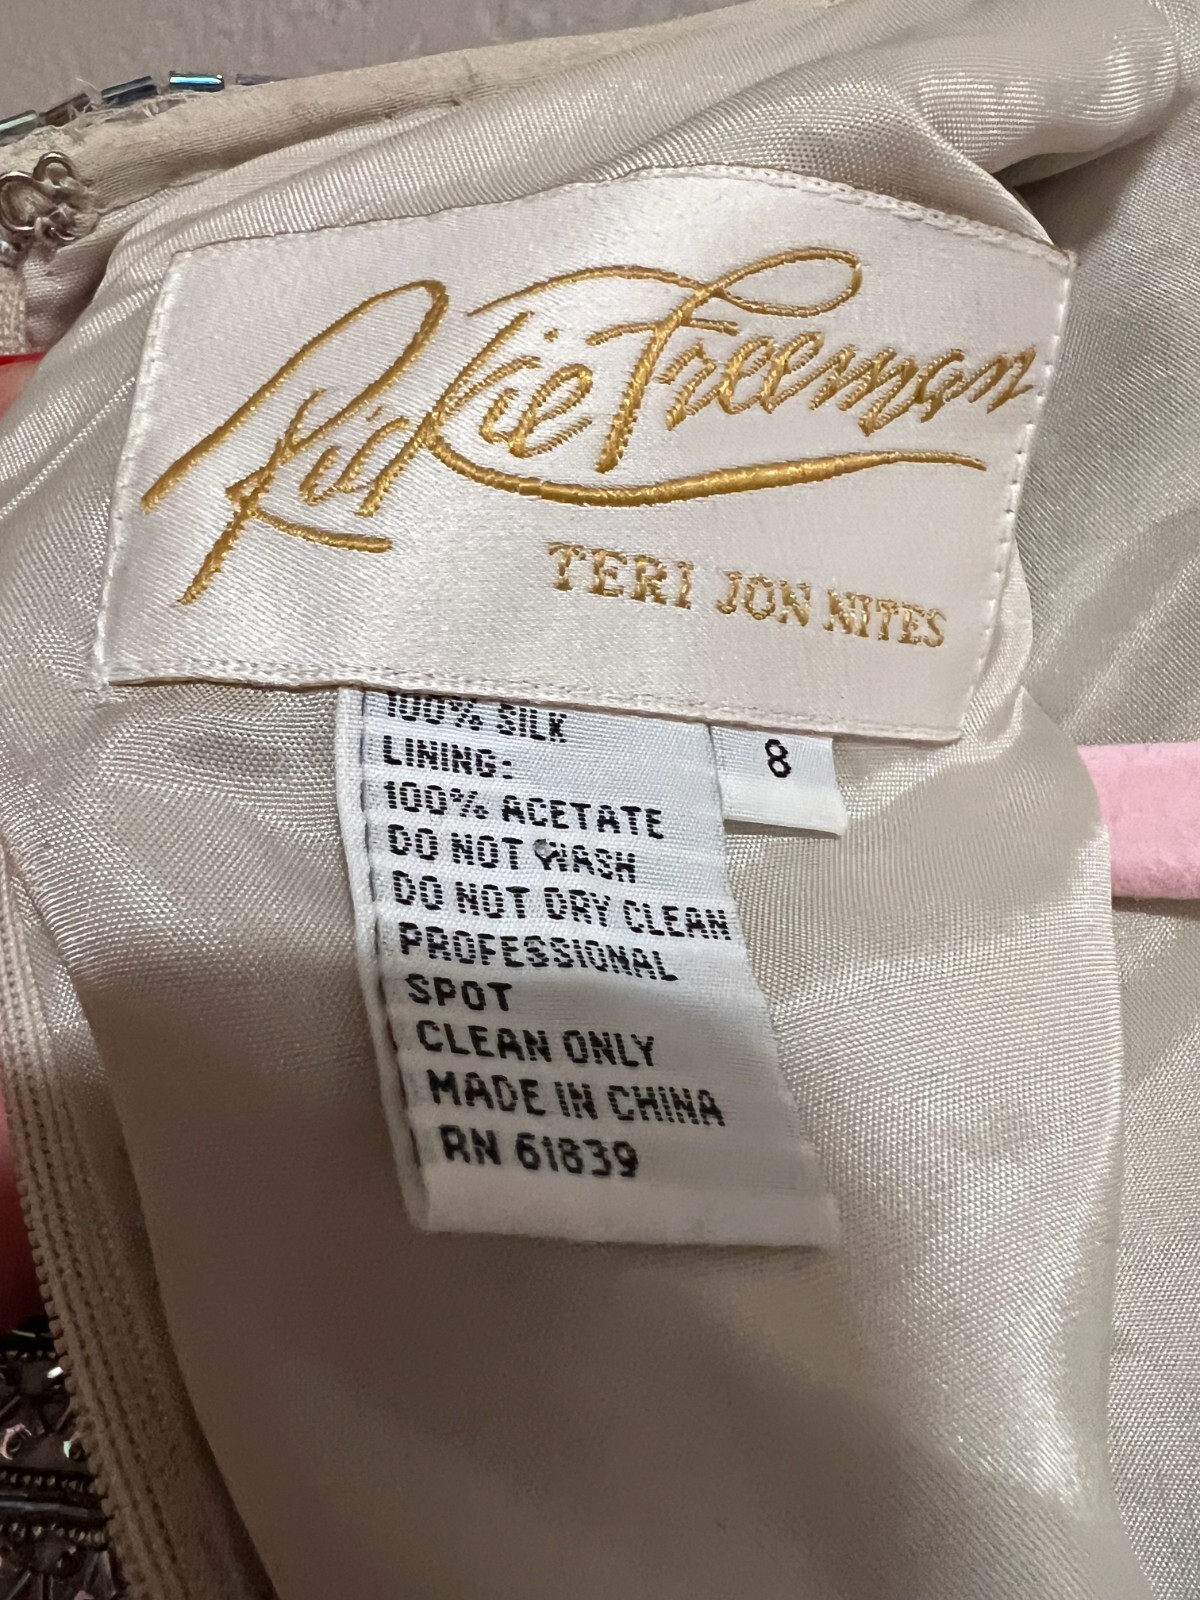 Rickie Freeman
TERI JON NITES
100% SILK
LINING:
100% ACETATE
DO NOT WASH
DO NOT DRY CLEAN
PROFESSIONAL
SPOT
CLEAN ONLY
MADE IN CHINA
RN 61839
8